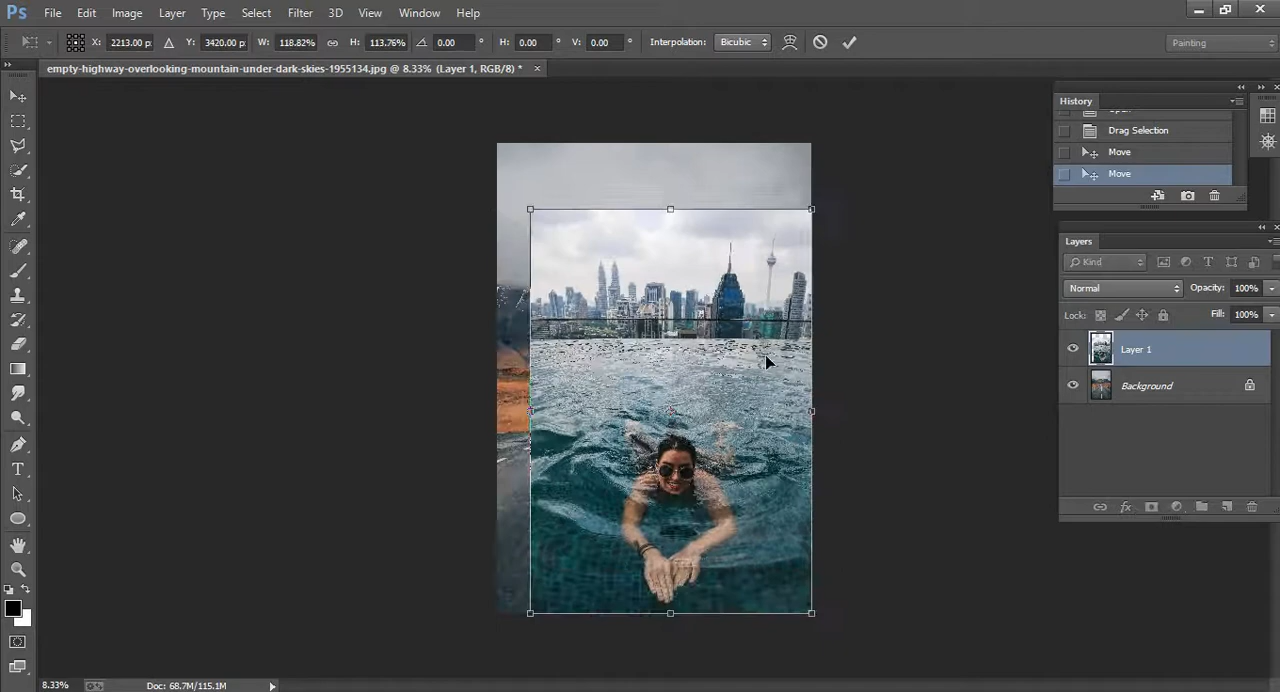 Ps File Edit Image Layer Type Select Filter 3D View Window Help
X: 2213.00 p: Y: 3420.00 p: W: 118.82% H: 113.76% 0.00 ° H: 0.00 ° V: 0.00 ° Interpolation: Bicubic Painting
empty-highway-overlooking-mountain-under-dark-skies-1955134.jpg @ 8.33% (Layer 1, RGB/8) * ×
History
Drag Selection
Move
Move
Layers
Kind
Normal Opacity: 100%
Lock: Fill: 100%
Layer 1
Background
8.33% Doc: 68.7M/115.1M